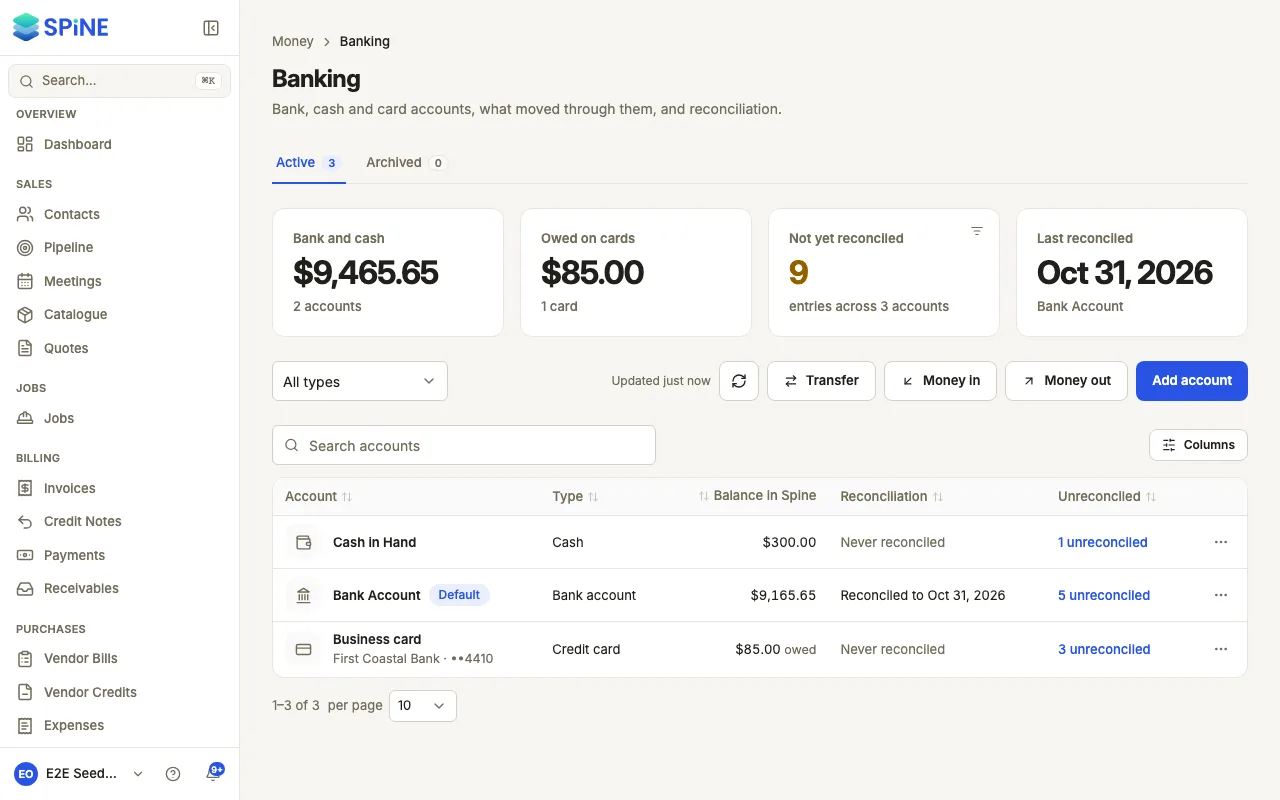 SPiNE
Search...
⌘K
OVERVIEW
Dashboard
SALES
Contacts
Pipeline
Meetings
Catalogue
Quotes
JOBS
Jobs
BILLING
Invoices
Credit Notes
Payments
Receivables
PURCHASES
Vendor Bills
Vendor Credits
Expenses
EO E2E Seed... 9+
Money > Banking
Banking
Bank, cash and card accounts, what moved through them, and reconciliation.
Active 3 Archived 0
Bank and cash
$9,465.65
2 accounts
Owed on cards
$85.00
1 card
Not yet reconciled
9
entries across 3 accounts
Last reconciled
Oct 31, 2026
Bank Account
All types Updated just now Transfer Money in Money out Add account
Search accounts Columns
Account Type Balance in Spine Reconciliation Unreconciled
Cash in Hand Cash $300.00 Never reconciled 1 unreconciled
Bank Account Default Bank account $9,165.65 Reconciled to Oct 31, 2026 5 unreconciled
Business card
First Coastal Bank · ••4410 Credit card $85.00 owed Never reconciled 3 unreconciled
1–3 of 3 per page 10